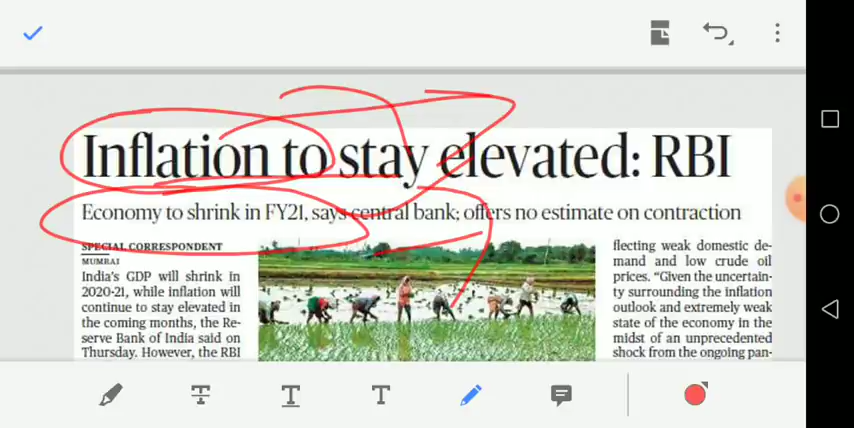 Inflation to stay elevated: RBI
Economy to shrink in FY21, says central bank; offers no estimate on contraction
SPECIAL CORRESPONDENT
MUMBAI
India's GDP will shrink in
2020-21, while inflation will
continue to stay elevated in
the coming months, the Re-
serve Bank of India said on
Thursday. However, the RBI
flecting weak domestic de-
mand and low crude oil
prices. “Given the uncertain-
ty surrounding the inflation
outlook and extremely weak
state of the economy in the
midst of an unprecedented
shock from the ongoing pan-
T
T
T